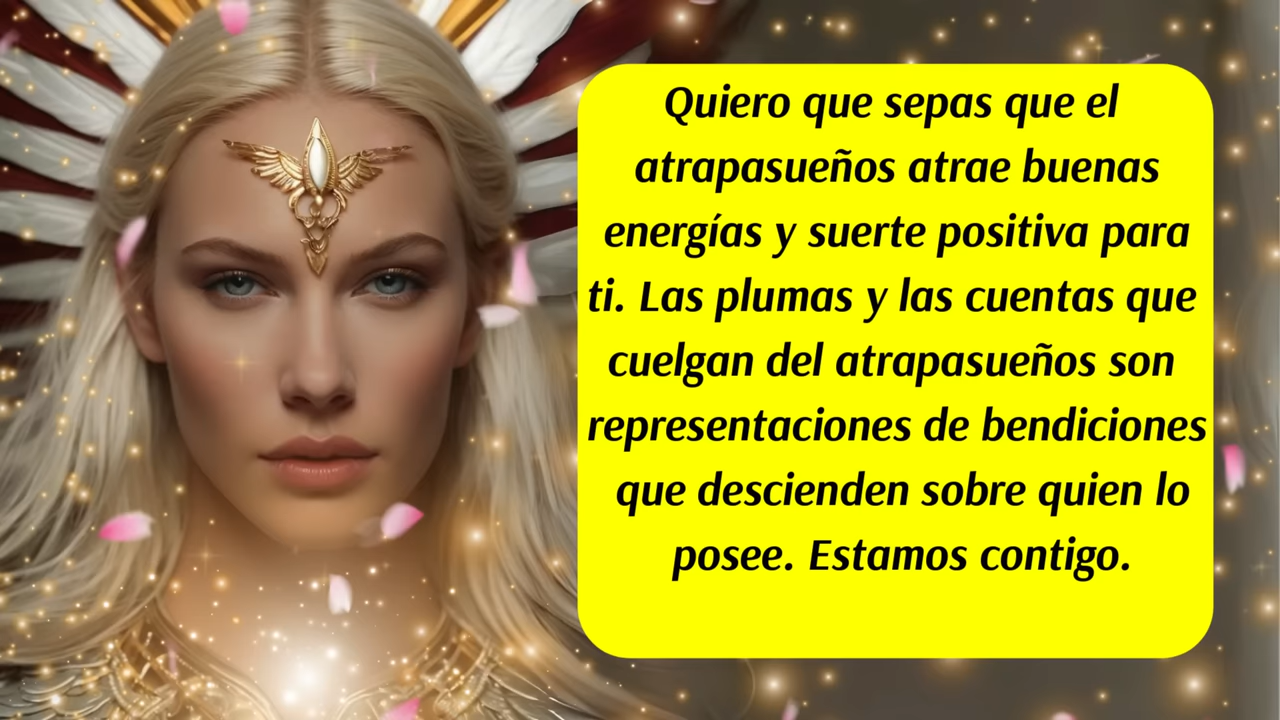 Quiero que sepas que el
atrapasueños atrae buenas
energías y suerte positiva para
ti. Las plumas y las cuentas que
cuelgan del atrapasueños son
representaciones de bendiciones
que descienden sobre quien lo
posee. Estamos contigo.